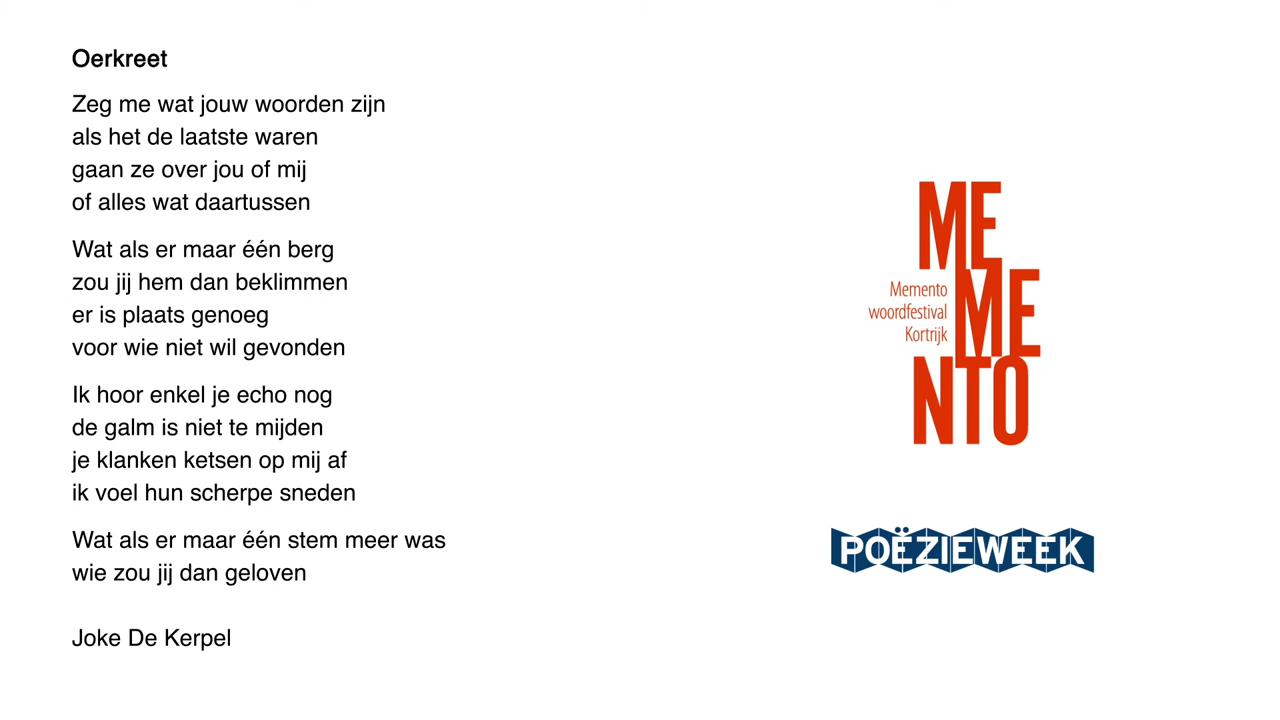 Oerkreet
Zeg me wat jouw woorden zijn
als het de laatste waren
gaan ze over jou of mij
of alles wat daartussen
Wat als er maar één berg
zou jij hem dan beklimmen
er is plaats genoeg
voor wie niet wil gevonden
Ik hoor enkel je echo nog
de galm is niet te mijden
je klanken ketsen op mij af
ik voel hun scherpe sneden
Wat als er maar één stem meer was
wie zou jij dan geloven
Joke De Kerpel
ME
ME
NTO
Memento
woordfestival
Kortrijk
POËZIEWEEK